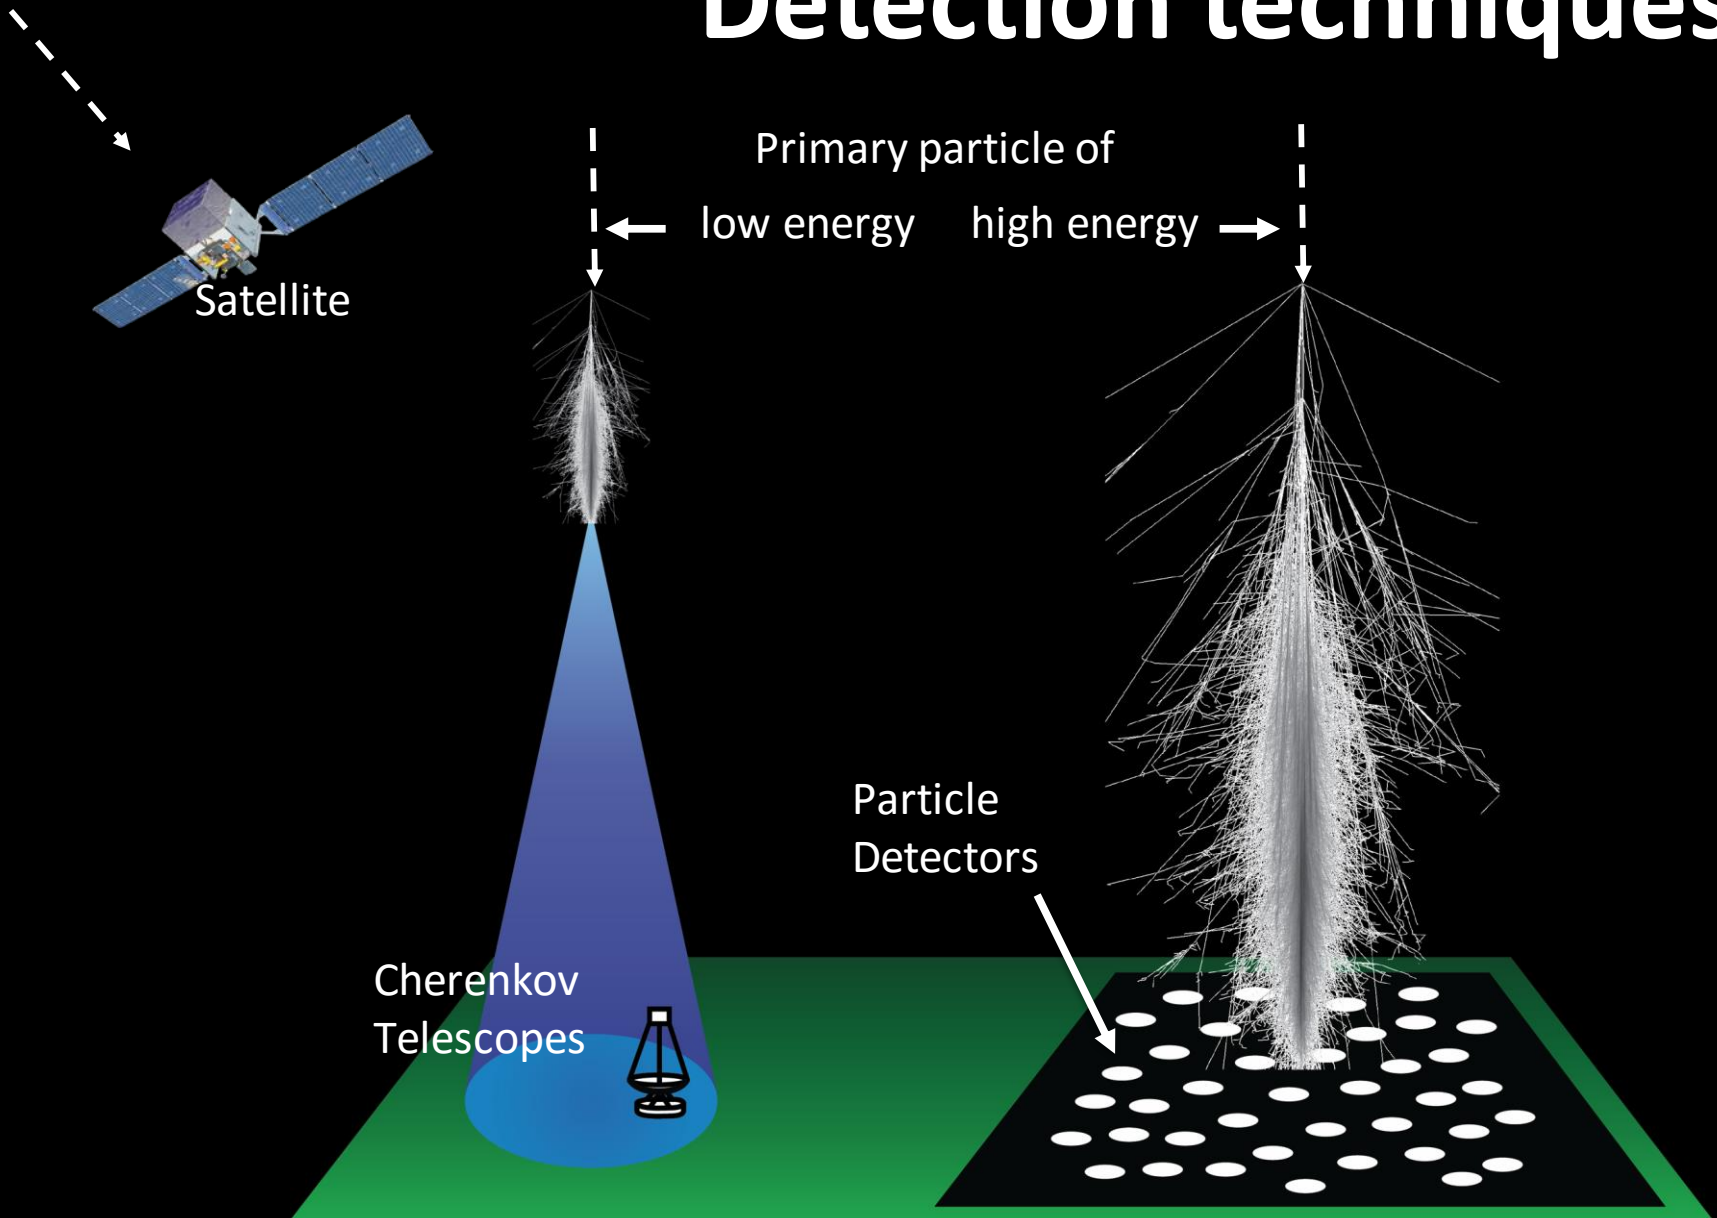 Detection techniques
Primary particle of
low energy high energy
Satellite
Particle
Detectors
Cherenkov
Telescopes